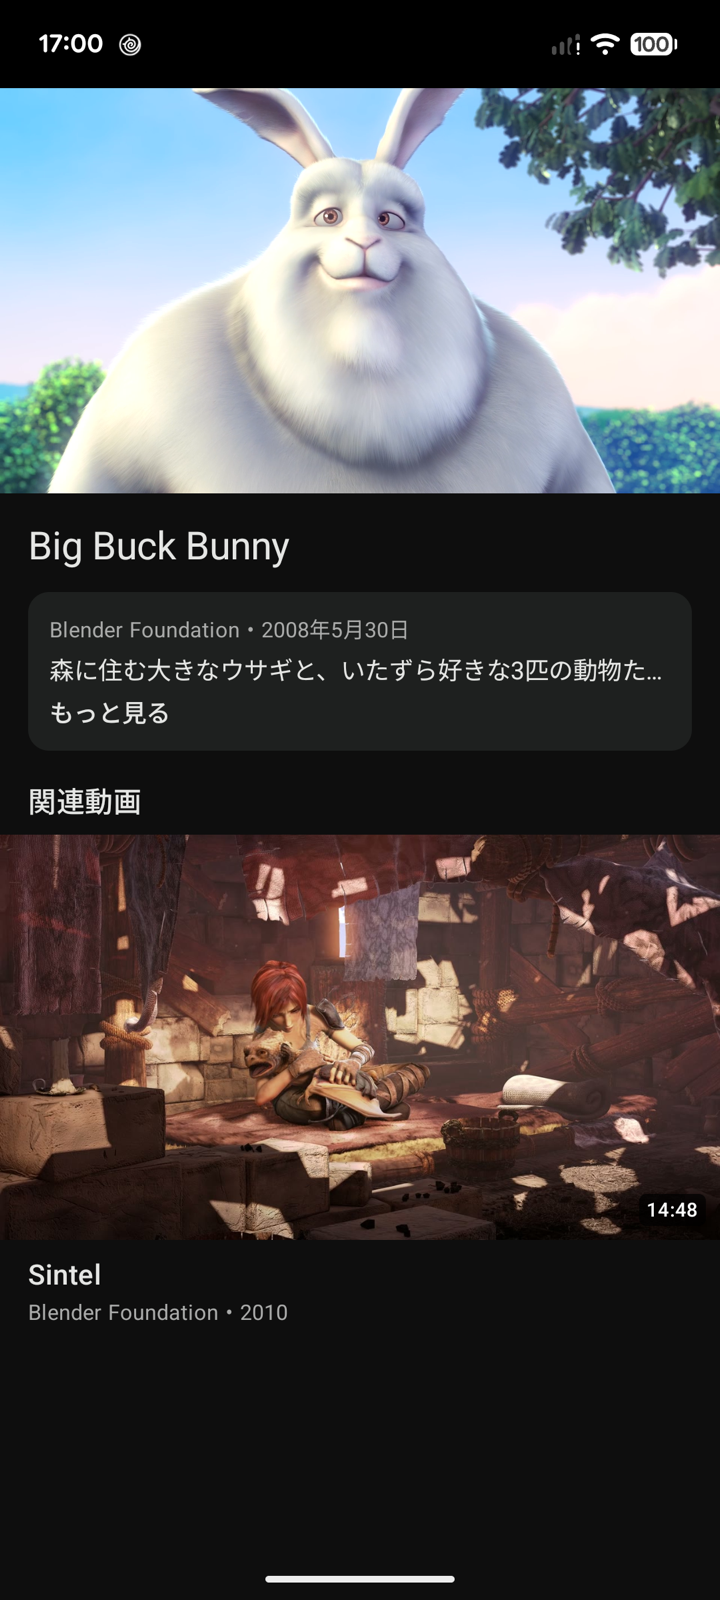 17:00
100
Big Buck Bunny
Blender Foundation • 2008年5月30日
森に住む大きなウサギと、いたずら好きな3匹の動物た…
もっと見る
関連動画
14:48
Sintel
Blender Foundation • 2010